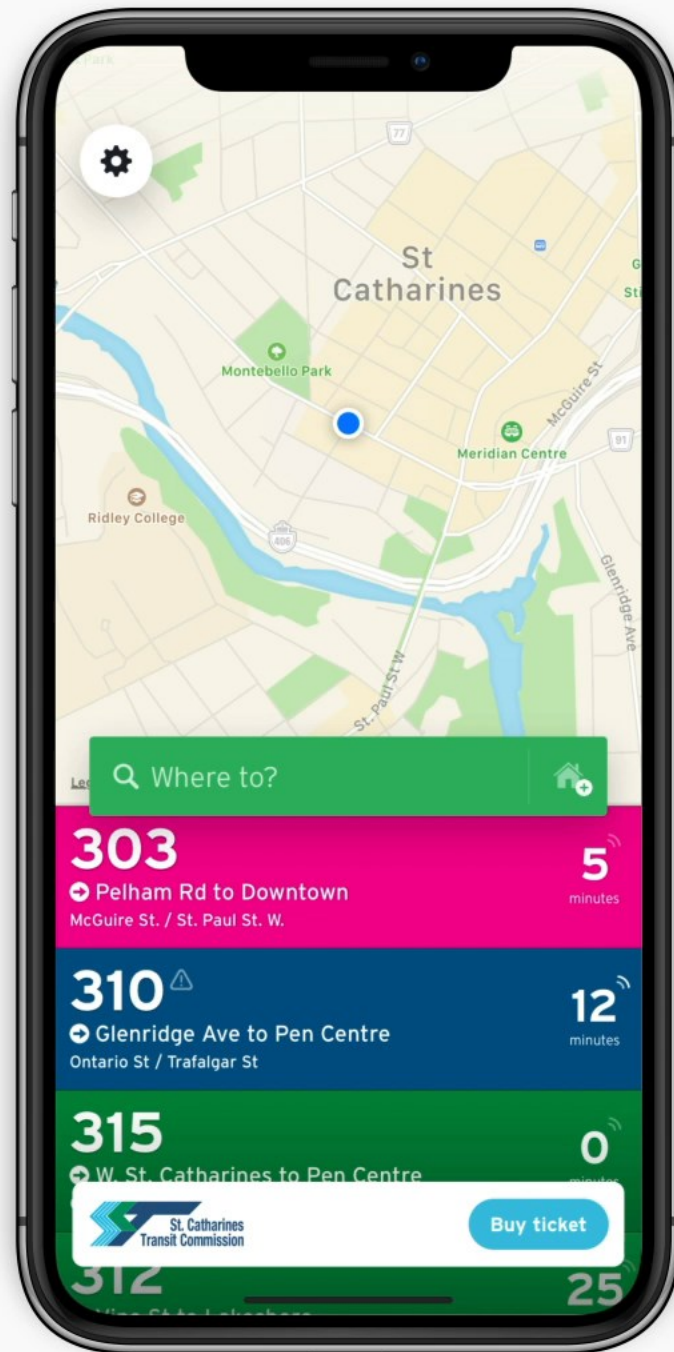 Park
77
St
Catharines
G
Sti
Montebello Park
McGuire St
Meridian Centre
91
Ridley College
406
Glenridge Ave
St. Paul St W
Where to?
303
Pelham Rd to Downtown
McGuire St. / St. Paul St. W.
5
minutes
310
Glenridge Ave to Pen Centre
Ontario St / Trafalgar St
12
minutes
315
W. St. Catharines to Pen Centre
0
minutes
St. Catharines
Transit Commission
Buy ticket
312
25